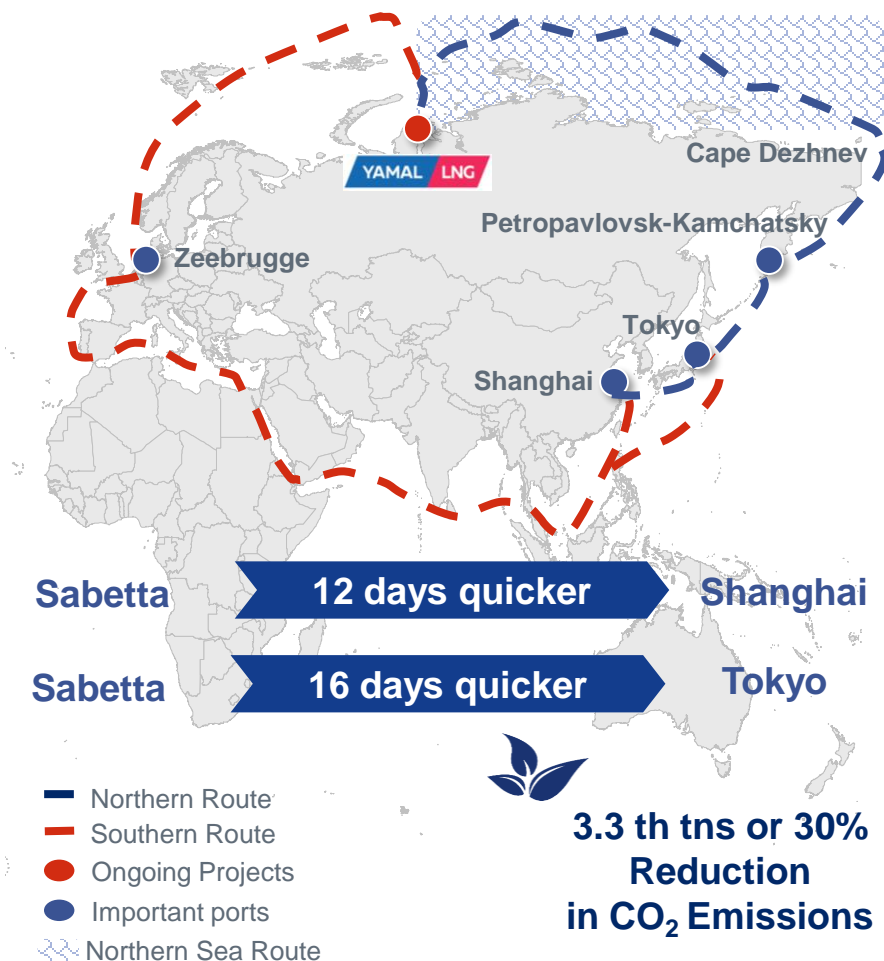 Cape Dezhnev
YAMAL LNG
Petropavlovsk-Kamchatsky
Zeebrugge
Tokyo
Shanghai
Sabetta 12 days quicker Shanghai
Sabetta 16 days quicker Tokyo
Northern Route
Southern Route
Ongoing Projects
Important ports
Northern Sea Route
3.3 th tns or 30%
Reduction
in CO₂ Emissions